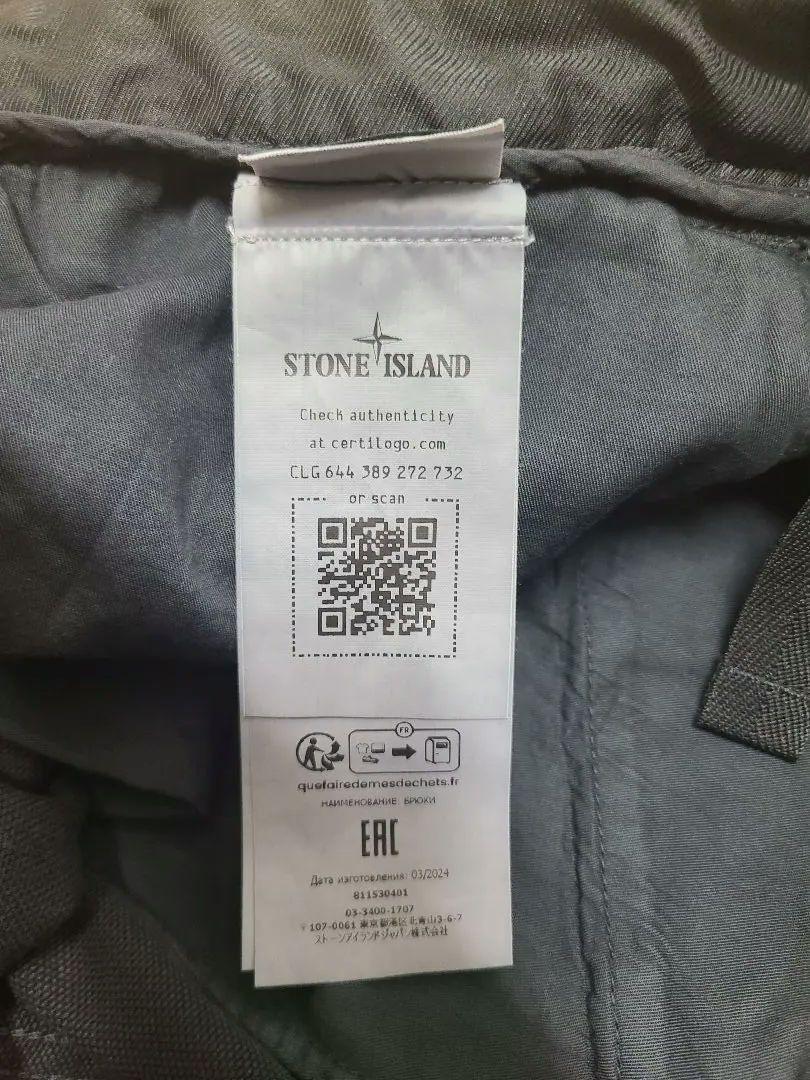 STONE ISLAND
Check authenticity
at certilogo.com
CLG 644 389 272 732
or scan
FR
quefairedemesdechets.fr
НАИМЕНОВАНИЕ: БРЮКИ
EAC
Дата изготовления: 03/2024
811530401
03-3400-1707
〒107-0061 東京都港区北青山3-6-7
ストーンアイランドジャパン株式会社